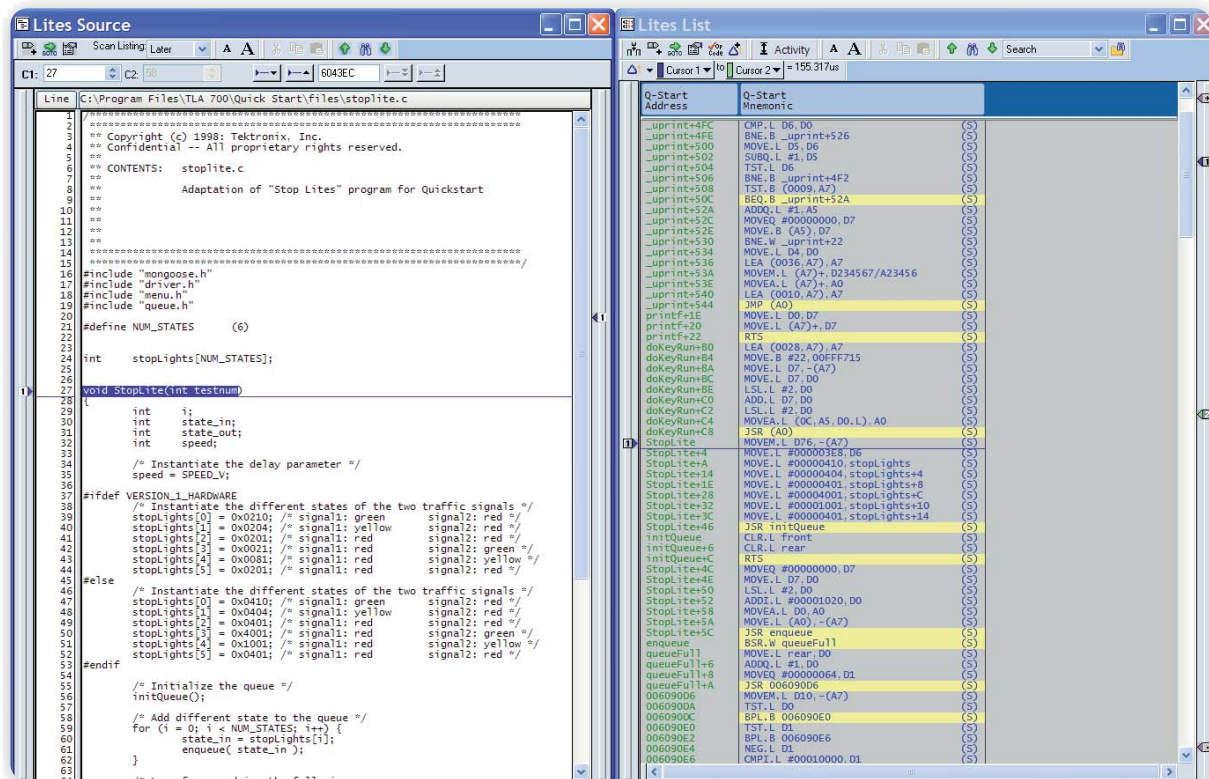 Lites Source
Scan Listing: Later A A
C1: 27 C2: 58 6043EC
Line C:\Program Files\TLA 700\Quick Start\files\stoplite.c
1 /*******************************************************************
2 *******************************************************************
3 ** Copyright (c) 1998: Tektronix, Inc.
4 ** Confidential -- All proprietary rights reserved.
5 **
6 ** CONTENTS: stoplite.c
7 **
8 ** Adaptation of "Stop Lites" program for Quickstart
9 **
10 **
11 **
12 **
13 **
14 *******************************************************************
15 *******************************************************************/
16 #include "mongoose.h"
17 #include "driver.h"
18 #include "menu.h"
19 #include "queue.h"
20
21 #define NUM_STATES (6)
22
23
24 int stopLights[NUM_STATES];
25
26
27 void StopLite(int testnum)
28 {
29 int i;
30 int state_in;
31 int state_out;
32 int speed;
33
34 /* Instantiate the delay parameter */
35 speed = SPEED_V;
36
37 #ifdef VERSION_1_HARDWARE
38 /* Instantiate the different states of the two traffic signals */
39 stopLights[0] = 0x0210; /* signal1: green signal2: red */
40 stopLights[1] = 0x0204; /* signal1: yellow signal2: red */
41 stopLights[2] = 0x0201; /* signal1: red signal2: red */
42 stopLights[3] = 0x0021; /* signal1: red signal2: green */
43 stopLights[4] = 0x0081; /* signal1: red signal2: yellow */
44 stopLights[5] = 0x0201; /* signal1: red signal2: red */
45 #else
46 /* Instantiate the different states of the two traffic signals */
47 stopLights[0] = 0x0410; /* signal1: green signal2: red */
48 stopLights[1] = 0x0404; /* signal1: yellow signal2: red */
49 stopLights[2] = 0x0401; /* signal1: red signal2: red */
50 stopLights[3] = 0x4001; /* signal1: red signal2: green */
51 stopLights[4] = 0x1001; /* signal1: red signal2: yellow */
52 stopLights[5] = 0x0401; /* signal1: red signal2: red */
53 #endif
54
55 /* Initialize the queue */
56 initQueue();
57
58 /* Add different state to the queue */
59 for (i = 0; i < NUM_STATES; i++) {
60 state_in = stopLights[i];
61 enqueue( state_in );
62 }
63
Lites List
Activity A A Search
Cursor 1 to Cursor 2 = 155.317us
Q-Start Address Q-Start Mnemonic
_uprint+4FC CMP.L D6,D0 (S)
_uprint+4FE BNE.B _uprint+526 (S)
_uprint+500 MOVE.L D5,D6 (S)
_uprint+502 SUBQ.L #1,D5 (S)
_uprint+504 TST.L D6 (S)
_uprint+506 BNE.B _uprint+4F2 (S)
_uprint+508 TST.B (0009,A7) (S)
_uprint+50C BEQ.B _uprint+52A (S)
_uprint+52A ADDQ.L #1,A5 (S)
_uprint+52C MOVEQ #00000000,D7 (S)
_uprint+52E MOVE.B (A5),D7 (S)
_uprint+530 BNE.W _uprint+22 (S)
_uprint+534 MOVE.L D4,D0 (S)
_uprint+536 LEA (0036,A7),A7 (S)
_uprint+53A MOVEM.L (A7)+,D234567/A23456 (S)
_uprint+53E MOVEA.L (A7)+,A0 (S)
_uprint+540 LEA (0010,A7),A7 (S)
_uprint+544 JMP (A0) (S)
printf+1E MOVE.L D0,D7 (S)
printf+20 MOVE.L (A7)+,D7 (S)
printf+22 RTS (S)
doKeyRun+B0 LEA (0028,A7),A7 (S)
doKeyRun+B4 MOVE.B #22,00FFF715 (S)
doKeyRun+BA MOVE.L D7,-(A7) (S)
doKeyRun+BC MOVE.L D7,D0 (S)
doKeyRun+BE LSL.L #2,D0 (S)
doKeyRun+C0 ADD.L D7,D0 (S)
doKeyRun+C2 LSL.L #2,D0 (S)
doKeyRun+C4 MOVEA.L (0C,A5,D0.L),A0 (S)
doKeyRun+C8 JSR (A0) (S)
StopLite MOVEM.L D76,-(A7) (S)
StopLite+4 MOVE.L #000003E8,D6 (S)
StopLite+A MOVE.L #00000410,stopLights (S)
StopLite+14 MOVE.L #00000404,stopLights+4 (S)
StopLite+1E MOVE.L #00000401,stopLights+8 (S)
StopLite+28 MOVE.L #00004001,stopLights+C (S)
StopLite+32 MOVE.L #00001001,stopLights+10 (S)
StopLite+3C MOVE.L #00000401,stopLights+14 (S)
StopLite+46 JSR initQueue (S)
initQueue CLR.L front (S)
initQueue+6 CLR.L rear (S)
initQueue+C RTS (S)
StopLite+4C MOVEQ #00000000,D7 (S)
StopLite+4E MOVE.L D7,D0 (S)
StopLite+50 LSL.L #2,D0 (S)
StopLite+52 ADDI.L #00001020,D0 (S)
StopLite+58 MOVEA.L D0,A0 (S)
StopLite+5A MOVE.L (A0),-(A7) (S)
StopLite+5C JSR enqueue (S)
enqueue BSR.W queueFull (S)
queueFull MOVE.L rear,D0 (S)
queueFull+6 ADDQ.L #1,D0 (S)
queueFull+8 MOVEQ #00000064,D1 (S)
queueFull+A JSR 006090D6 (S)
006090D6 MOVEM.L D10,-(A7) (S)
006090DA TST.L D0 (S)
006090DC BPL.B 006090E0 (S)
006090E0 TST.L D1 (S)
006090E2 BPL.B 006090E6 (S)
006090E4 NEG.L D1 (S)
006090E6 CMPI.L #00010000,D1 (S)